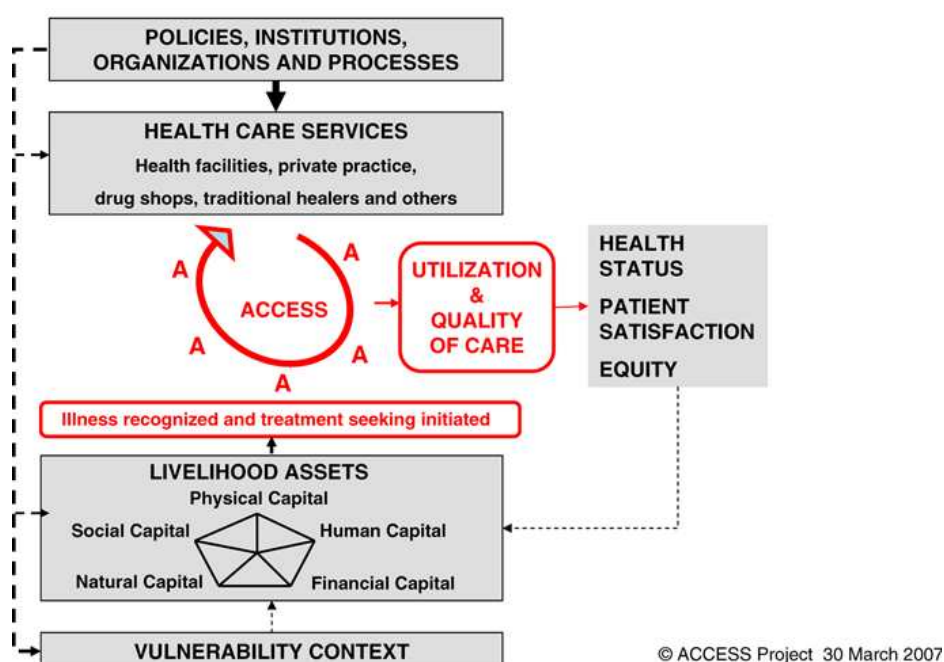 POLICIES, INSTITUTIONS,
ORGANIZATIONS AND PROCESSES
HEALTH CARE SERVICES
Health facilities, private practice,
drug shops, traditional healers and others
A
A
A
A
A
A
ACCESS
UTILIZATION
&
QUALITY
OF CARE
HEALTH
STATUS
PATIENT
SATISFACTION
EQUITY
Illness recognized and treatment seeking initiated
LIVELIHOOD ASSETS
Physical Capital
Social Capital
Human Capital
Natural Capital
Financial Capital
VULNERABILITY CONTEXT
© ACCESS Project 30 March 2007